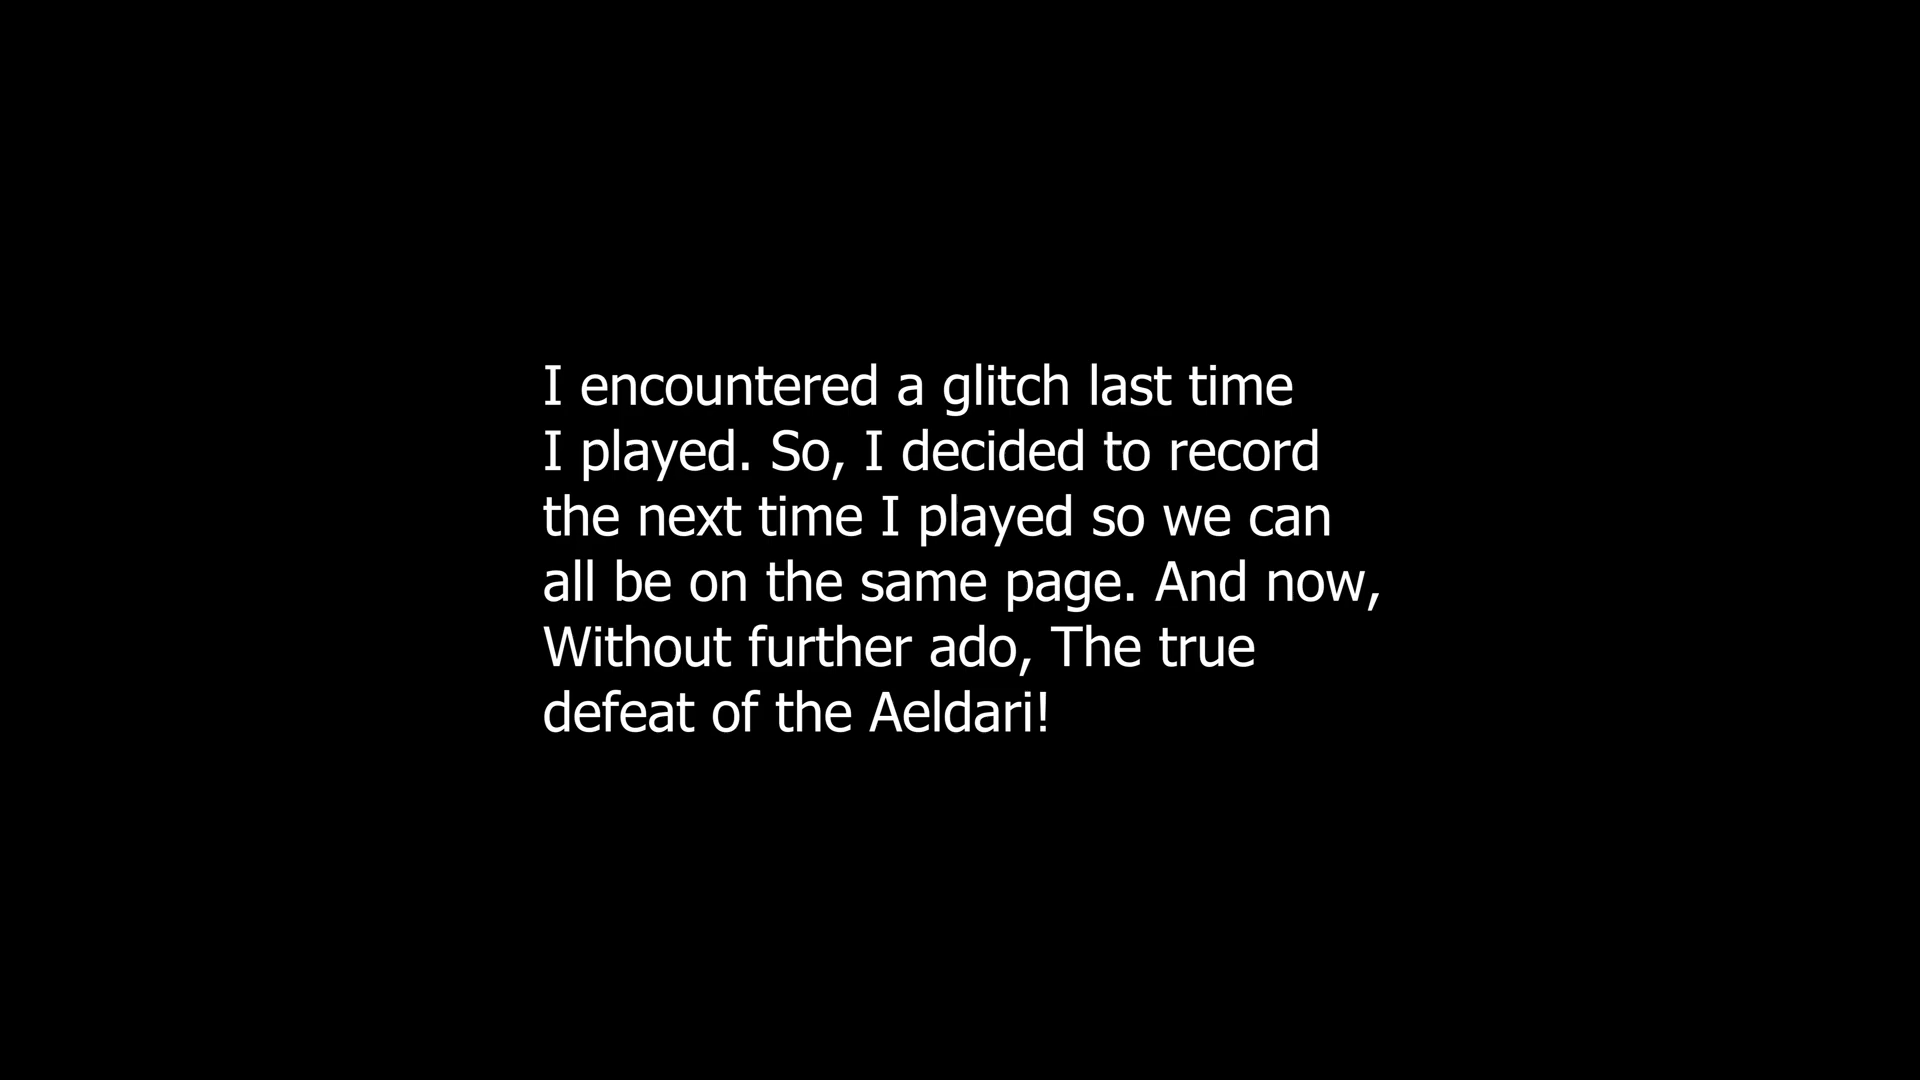 I encountered a glitch last time
I played. So, I decided to record
the next time I played so we can
all be on the same page. And now,
Without further ado, The true
defeat of the Aeldari!